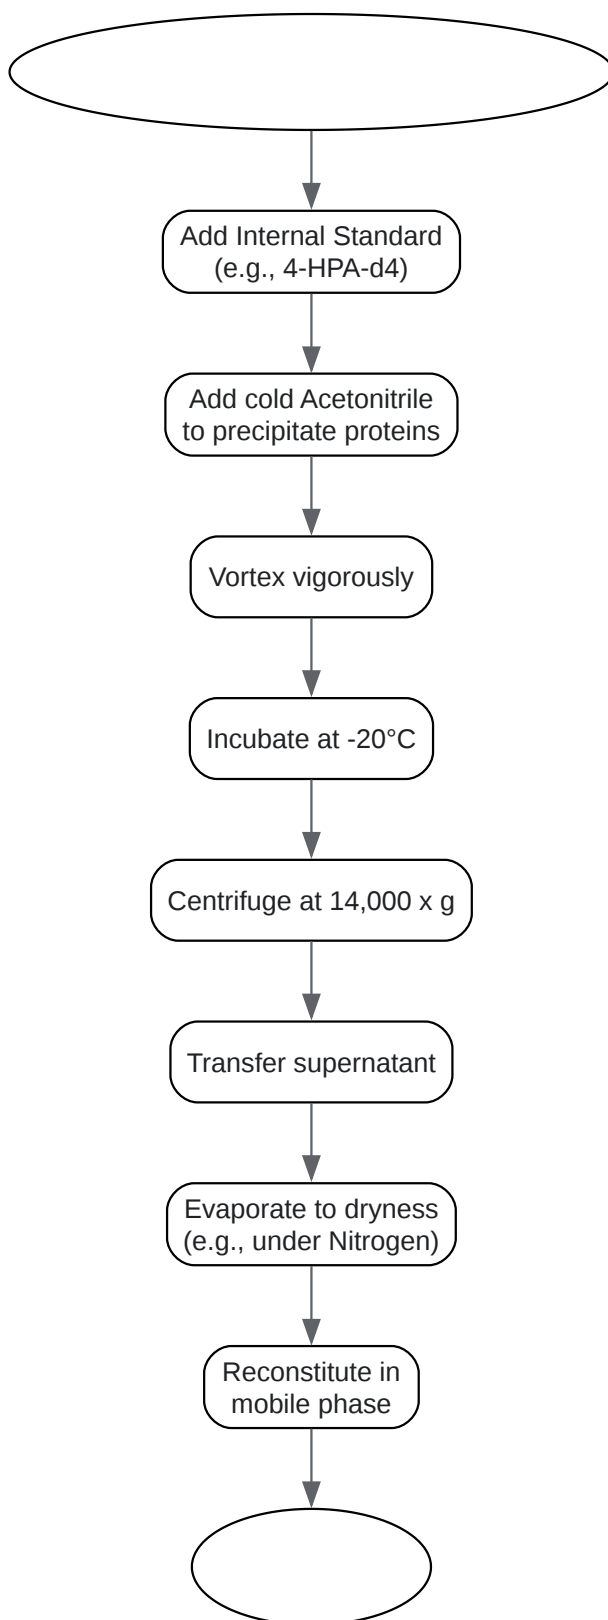 Add Internal Standard
(e.g., 4-HPA-d4)
Add cold Acetonitrile
to precipitate proteins
Vortex vigorously
Incubate at -20°C
Centrifuge at 14,000 x g
Transfer supernatant
Evaporate to dryness
(e.g., under Nitrogen)
Reconstitute in
mobile phase